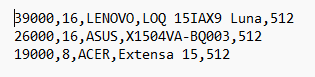 39000,16,LENOVO,LOQ 15IAX9 Luna,512
26000,16,ASUS,X1504VA-BQ003,512
19000,8,ACER,Extensa 15,512